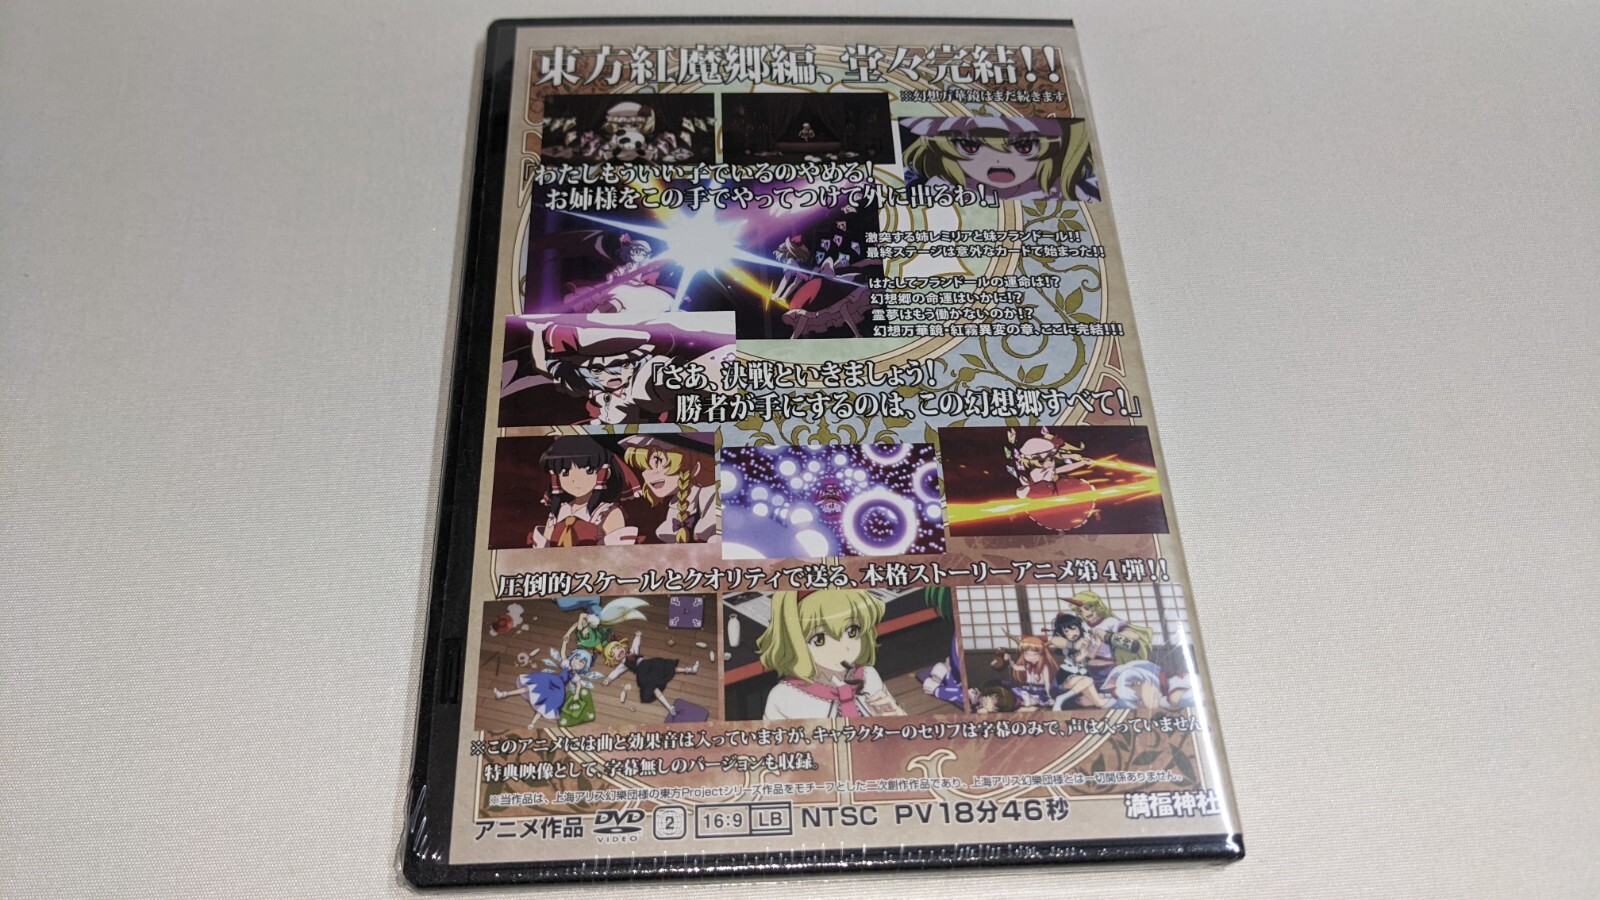 東方紅魔郷編、堂々完結!!
※幻想万華鏡はまだ続きます
「わたしもういい子でいるのやめる!
お姉様をこの手でやってつけて外に出るわ!」
激突する姉レミリアと妹フランドール!!
最終ステージは意外なカードで始まった!!
はたしてフランドールの運命は!?
幻想郷の命運はいかに!?
霊夢はもう働かないのか!?
幻想万華鏡・紅霧異変の章、ここに完結!!!
「さあ、決戦といきましょう!
勝者が手にするのは、この幻想郷すべて!」
圧倒的スケールとクオリティで送る、本格ストーリーアニメ第4弾!!
※このアニメには曲と効果音は入っていますが、キャラクターのセリフは字幕のみで、声は入っていません
特典映像として、字幕無しのバージョンも収録。
※当作品は、上海アリス幻樂団様の東方Projectシリーズ作品をモチーフとした二次創作作品であり、上海アリス幻樂団様とは一切関係ありません。
アニメ作品 DVD VIDEO 2 16:9 LB NTSC PV18分46秒
満福神社